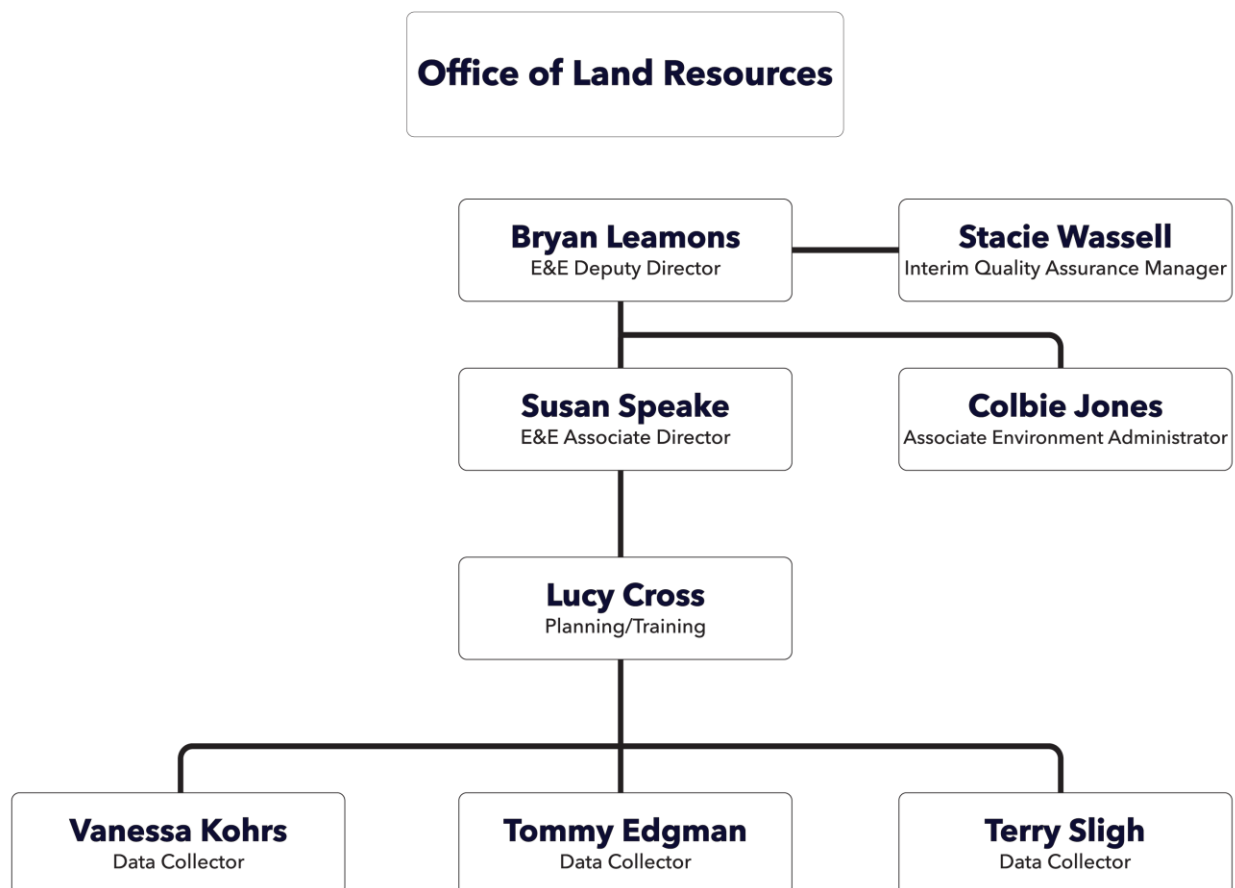 Office of Land Resources
Bryan Leamons
E&E Deputy Director
Stacie Wassell
Interim Quality Assurance Manager
Susan Speake
E&E Associate Director
Colbie Jones
Associate Environment Administrator
Lucy Cross
Planning/Training
Vanessa Kohrs
Data Collector
Tommy Edgman
Data Collector
Terry Sligh
Data Collector